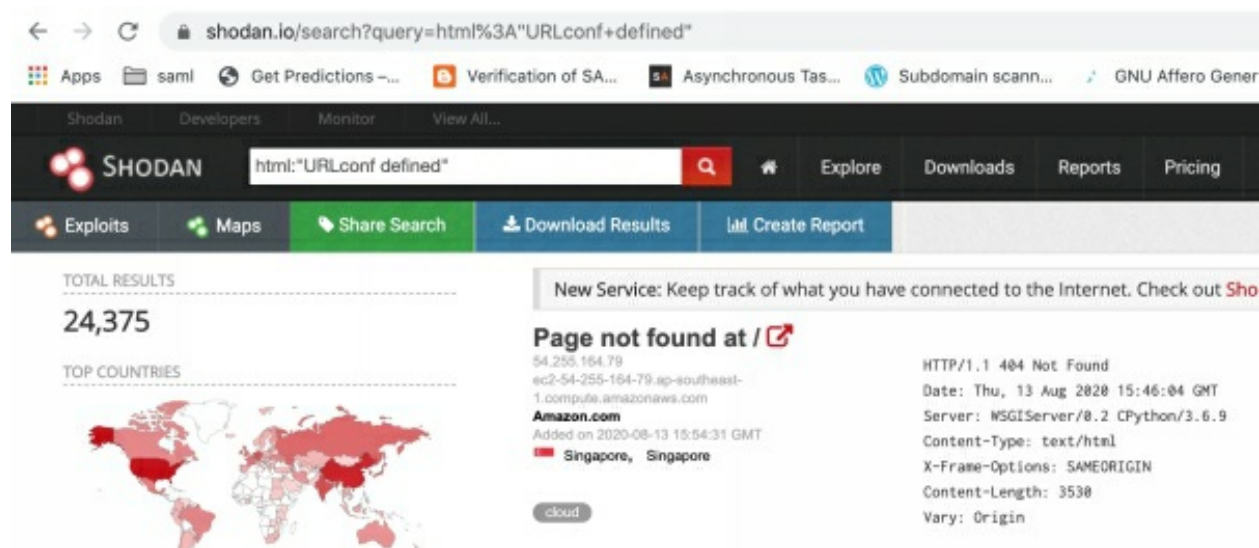 shodan.io/search?query=html%3A"URLconf+defined"
Apps saml Get Predictions –... Verification of SA... SA Asynchronous Tas... Subdomain scann... GNU Affero Gener
Shodan Developers Monitor View All...
SHODAN html:"URLconf defined" Explore Downloads Reports Pricing
Exploits Maps Share Search Download Results Create Report
TOTAL RESULTS
24,375
TOP COUNTRIES
New Service: Keep track of what you have connected to the Internet. Check out Sho
Page not found at /
54.255.164.79
ec2-54-255-164-79.ap-southeast-
1.compute.amazonaws.com
Amazon.com
Added on 2020-08-13 15:54:31 GMT
Singapore, Singapore
cloud
HTTP/1.1 404 Not Found
Date: Thu, 13 Aug 2020 15:46:04 GMT
Server: WSGIServer/0.2 CPython/3.6.9
Content-Type: text/html
X-Frame-Options: SAMEORIGIN
Content-Length: 3530
Vary: Origin